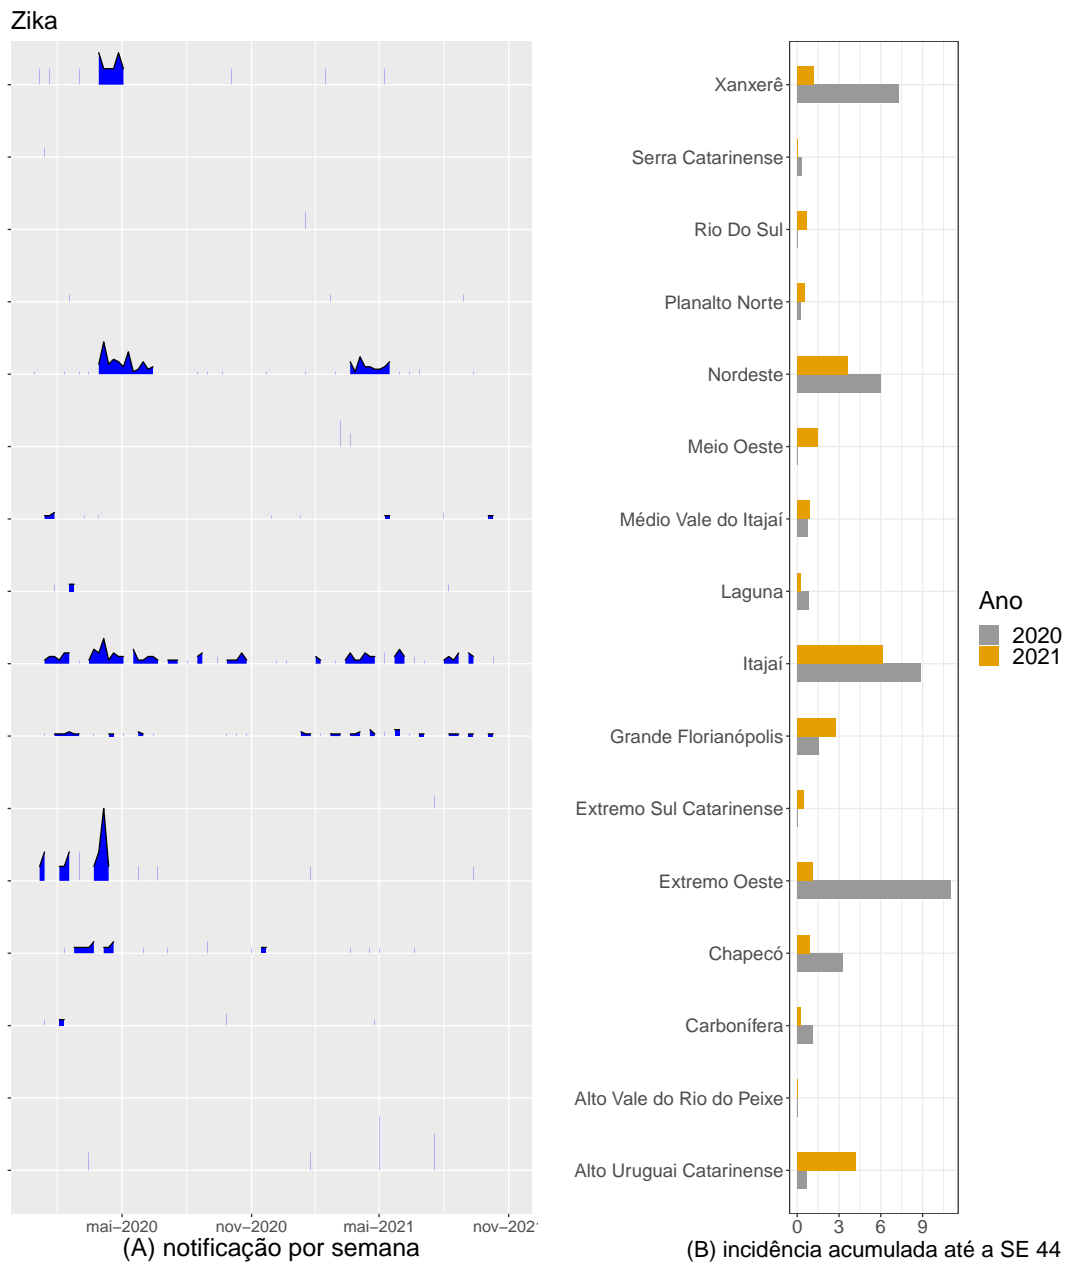 Zika
Xanxerê
Serra Catarinense
Rio Do Sul
Planalto Norte
Nordeste
Meio Oeste
Médio Vale do Itajaí
Laguna
Itajaí
Grande Florianópolis
Extremo Sul Catarinense
Extremo Oeste
Chapecó
Carbonífera
Alto Vale do Rio do Peixe
Alto Uruguai Catarinense
Ano
2020
2021
mai–2020 nov–2020 mai–2021 nov–2021
0 3 6 9
(A) notificação por semana
(B) incidência acumulada até a SE 44